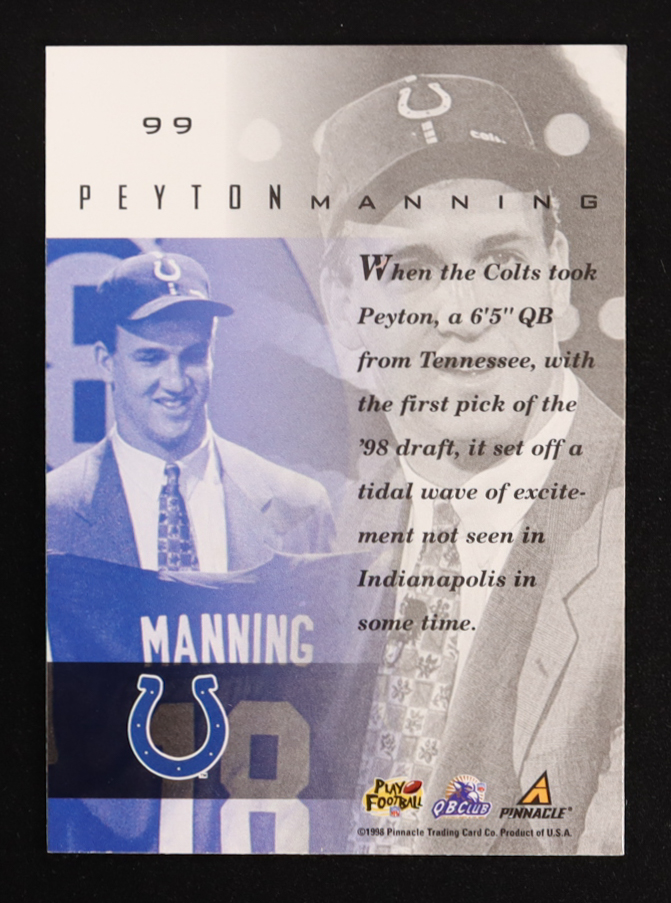 99
PEYTON MANNING
When the Colts took
Peyton, a 6'5" QB
from Tennessee, with
the first pick of the
'98 draft, it set off a
tidal wave of excite-
ment not seen in
Indianapolis in
some time.
colts
MANNING
18
PLAY
FOOTBALL
QB CLUB
PINNACLE®
©1998 Pinnacle Trading Card Co. Product of U.S.A.